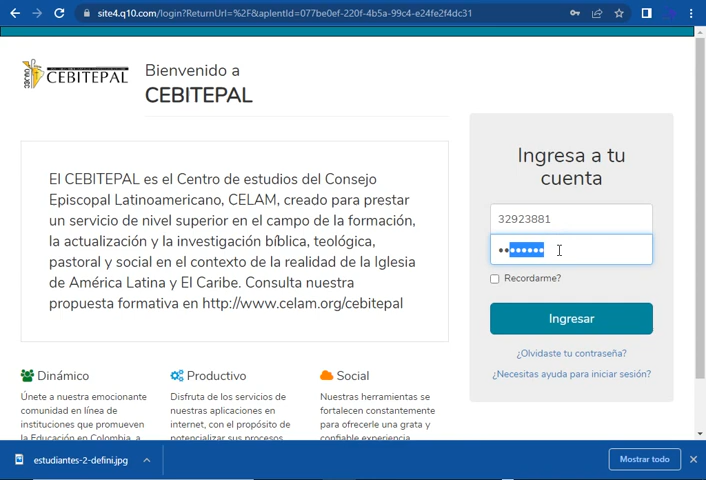 site4.q10.com/login?ReturnUrl=%2F&aplentId=077be0ef-220f-4b5a-99c4-e24fe2f4dc31
CEBITEPAL
Bienvenido a
CEBITEPAL
El CEBITEPAL es el Centro de estudios del Consejo
Episcopal Latinoamericano, CELAM, creado para prestar
un servicio de nivel superior en el campo de la formación,
la actualización y la investigación bíblica, teológica,
pastoral y social en el contexto de la realidad de la Iglesia
de América Latina y El Caribe. Consulta nuestra
propuesta formativa en http://www.celam.org/cebitepal
Ingresa a tu
cuenta
32923881
••••••••
Recordarme?
Ingresar
¿Olvidaste tu contraseña?
¿Necesitas ayuda para iniciar sesión?
Dinámico
Únete a nuestra emocionante
comunidad en línea de
instituciones que promueven
la Educación en Colombia, a
Productivo
Disfruta de los servicios de
nuestras aplicaciones en
internet, con el propósito de
potencializar sus procesos
Social
Nuestras herramientas se
fortalecen constantemente
para ofrecerle una grata y
confiable experiencia
estudiantes-2-defini.jpg
Mostrar todo